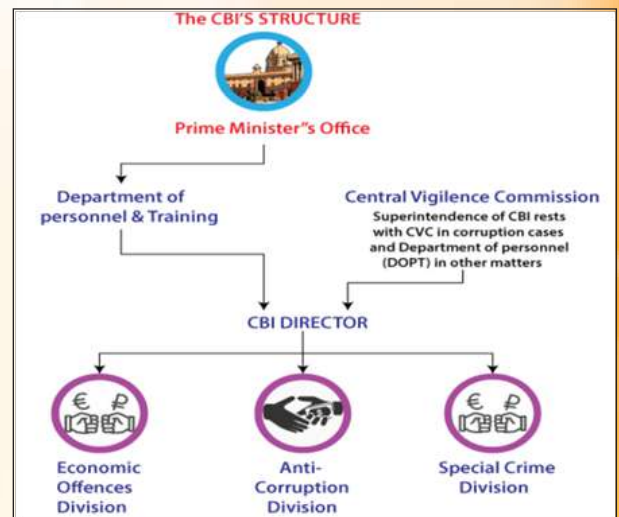 The CBI'S STRUCTURE
Prime Minister"s Office
Department of
personnel & Training
Central Vigilence Commission
Superintendence of CBI rests
with CVC in corruption cases
and Department of personnel
(DOPT) in other matters
CBI DIRECTOR
€ ₽
€ ₽
Economic
Offences
Division
Anti-
Corruption
Division
Special Crime
Division